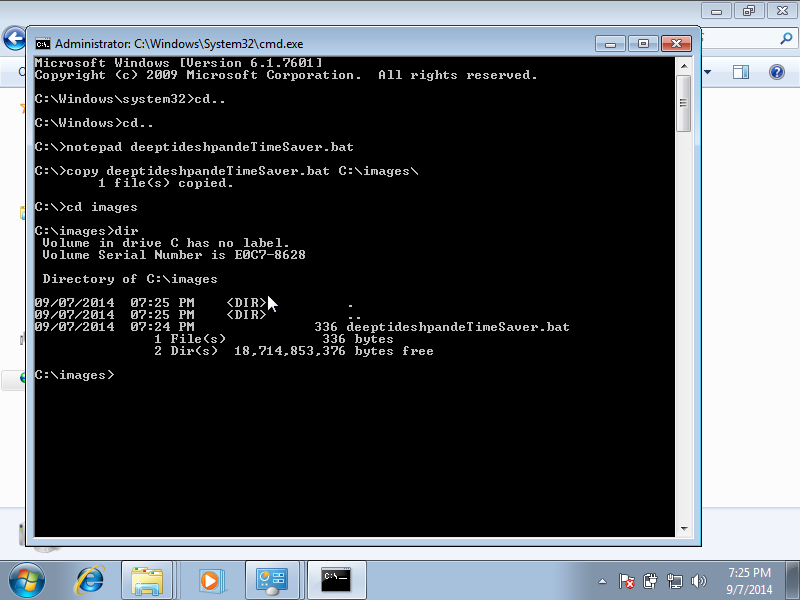 Administrator: C:\Windows\System32\cmd.exe
Microsoft Windows [Version 6.1.7601]
Copyright (c) 2009 Microsoft Corporation.  All rights reserved.
C:\Windows\system32>cd..
C:\Windows>cd..
C:\>notepad deeptideshpandeTimeSaver.bat
C:\>copy deeptideshpandeTimeSaver.bat C:\images\
        1 file(s) copied.
C:\>cd images
C:\images>dir
 Volume in drive C has no label.
 Volume Serial Number is E0C7-8628
 Directory of C:\images
09/07/2014  07:25 PM    <DIR>          .
09/07/2014  07:25 PM    <DIR>          ..
09/07/2014  07:24 PM               336 deeptideshpandeTimeSaver.bat
               1 File(s)            336 bytes
               2 Dir(s)  18,714,853,376 bytes free
C:\images>
7:25 PM
9/7/2014